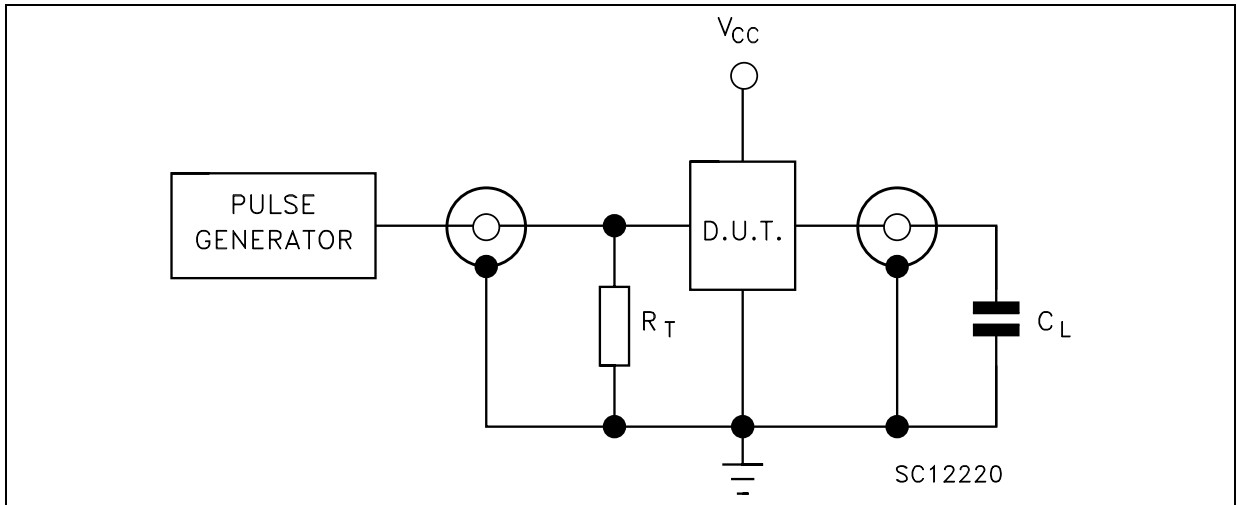 VCC
PULSE
GENERATOR
D.U.T.
RT
CL
SC12220